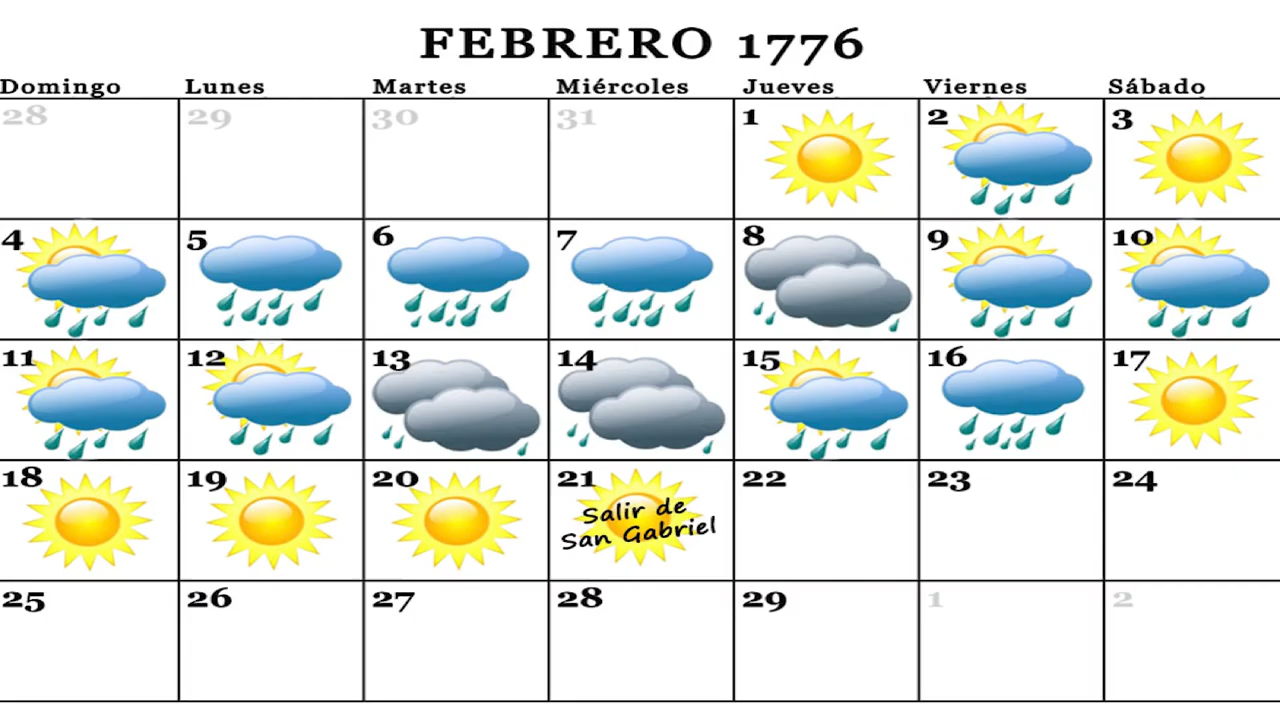 FEBRERO 1776
Domingo Lunes Martes Miércoles Jueves Viernes Sábado
28 29 30 31 1 2 3
4 5 6 7 8 9 10
11 12 13 14 15 16 17
18 19 20 21 22 23 24
Salir de
San Gabriel
25 26 27 28 29 1 2